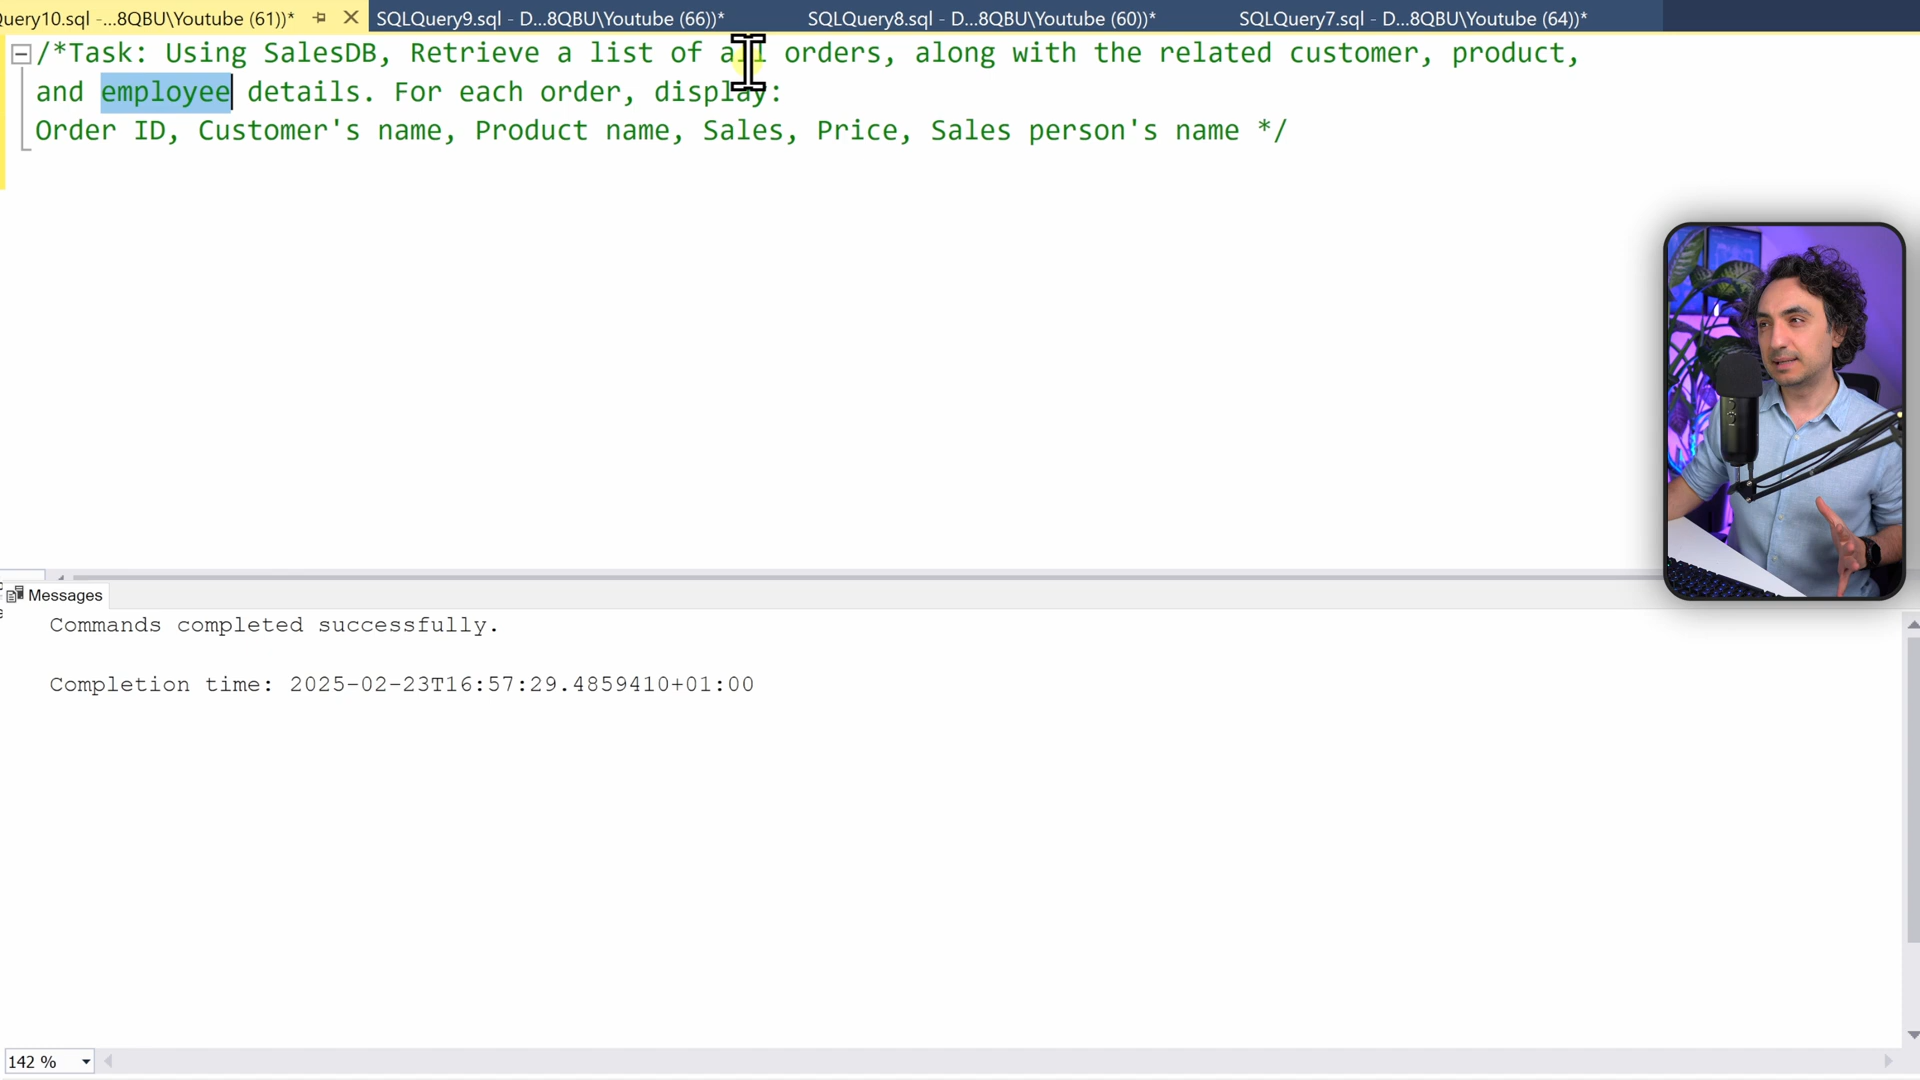 uery10.sql -...8QBU\Youtube (61))*
SQLQuery9.sql - D...8QBU\Youtube (66))*
SQLQuery8.sql - D...8QBU\Youtube (60))*
SQLQuery7.sql - D...8QBU\Youtube (64))*
/*Task: Using SalesDB, Retrieve a list of all orders, along with the related customer, product,
and employee details. For each order, display:
Order ID, Customer's name, Product name, Sales, Price, Sales person's name */
Messages
Commands completed successfully.
Completion time: 2025-02-23T16:57:29.4859410+01:00
142 %